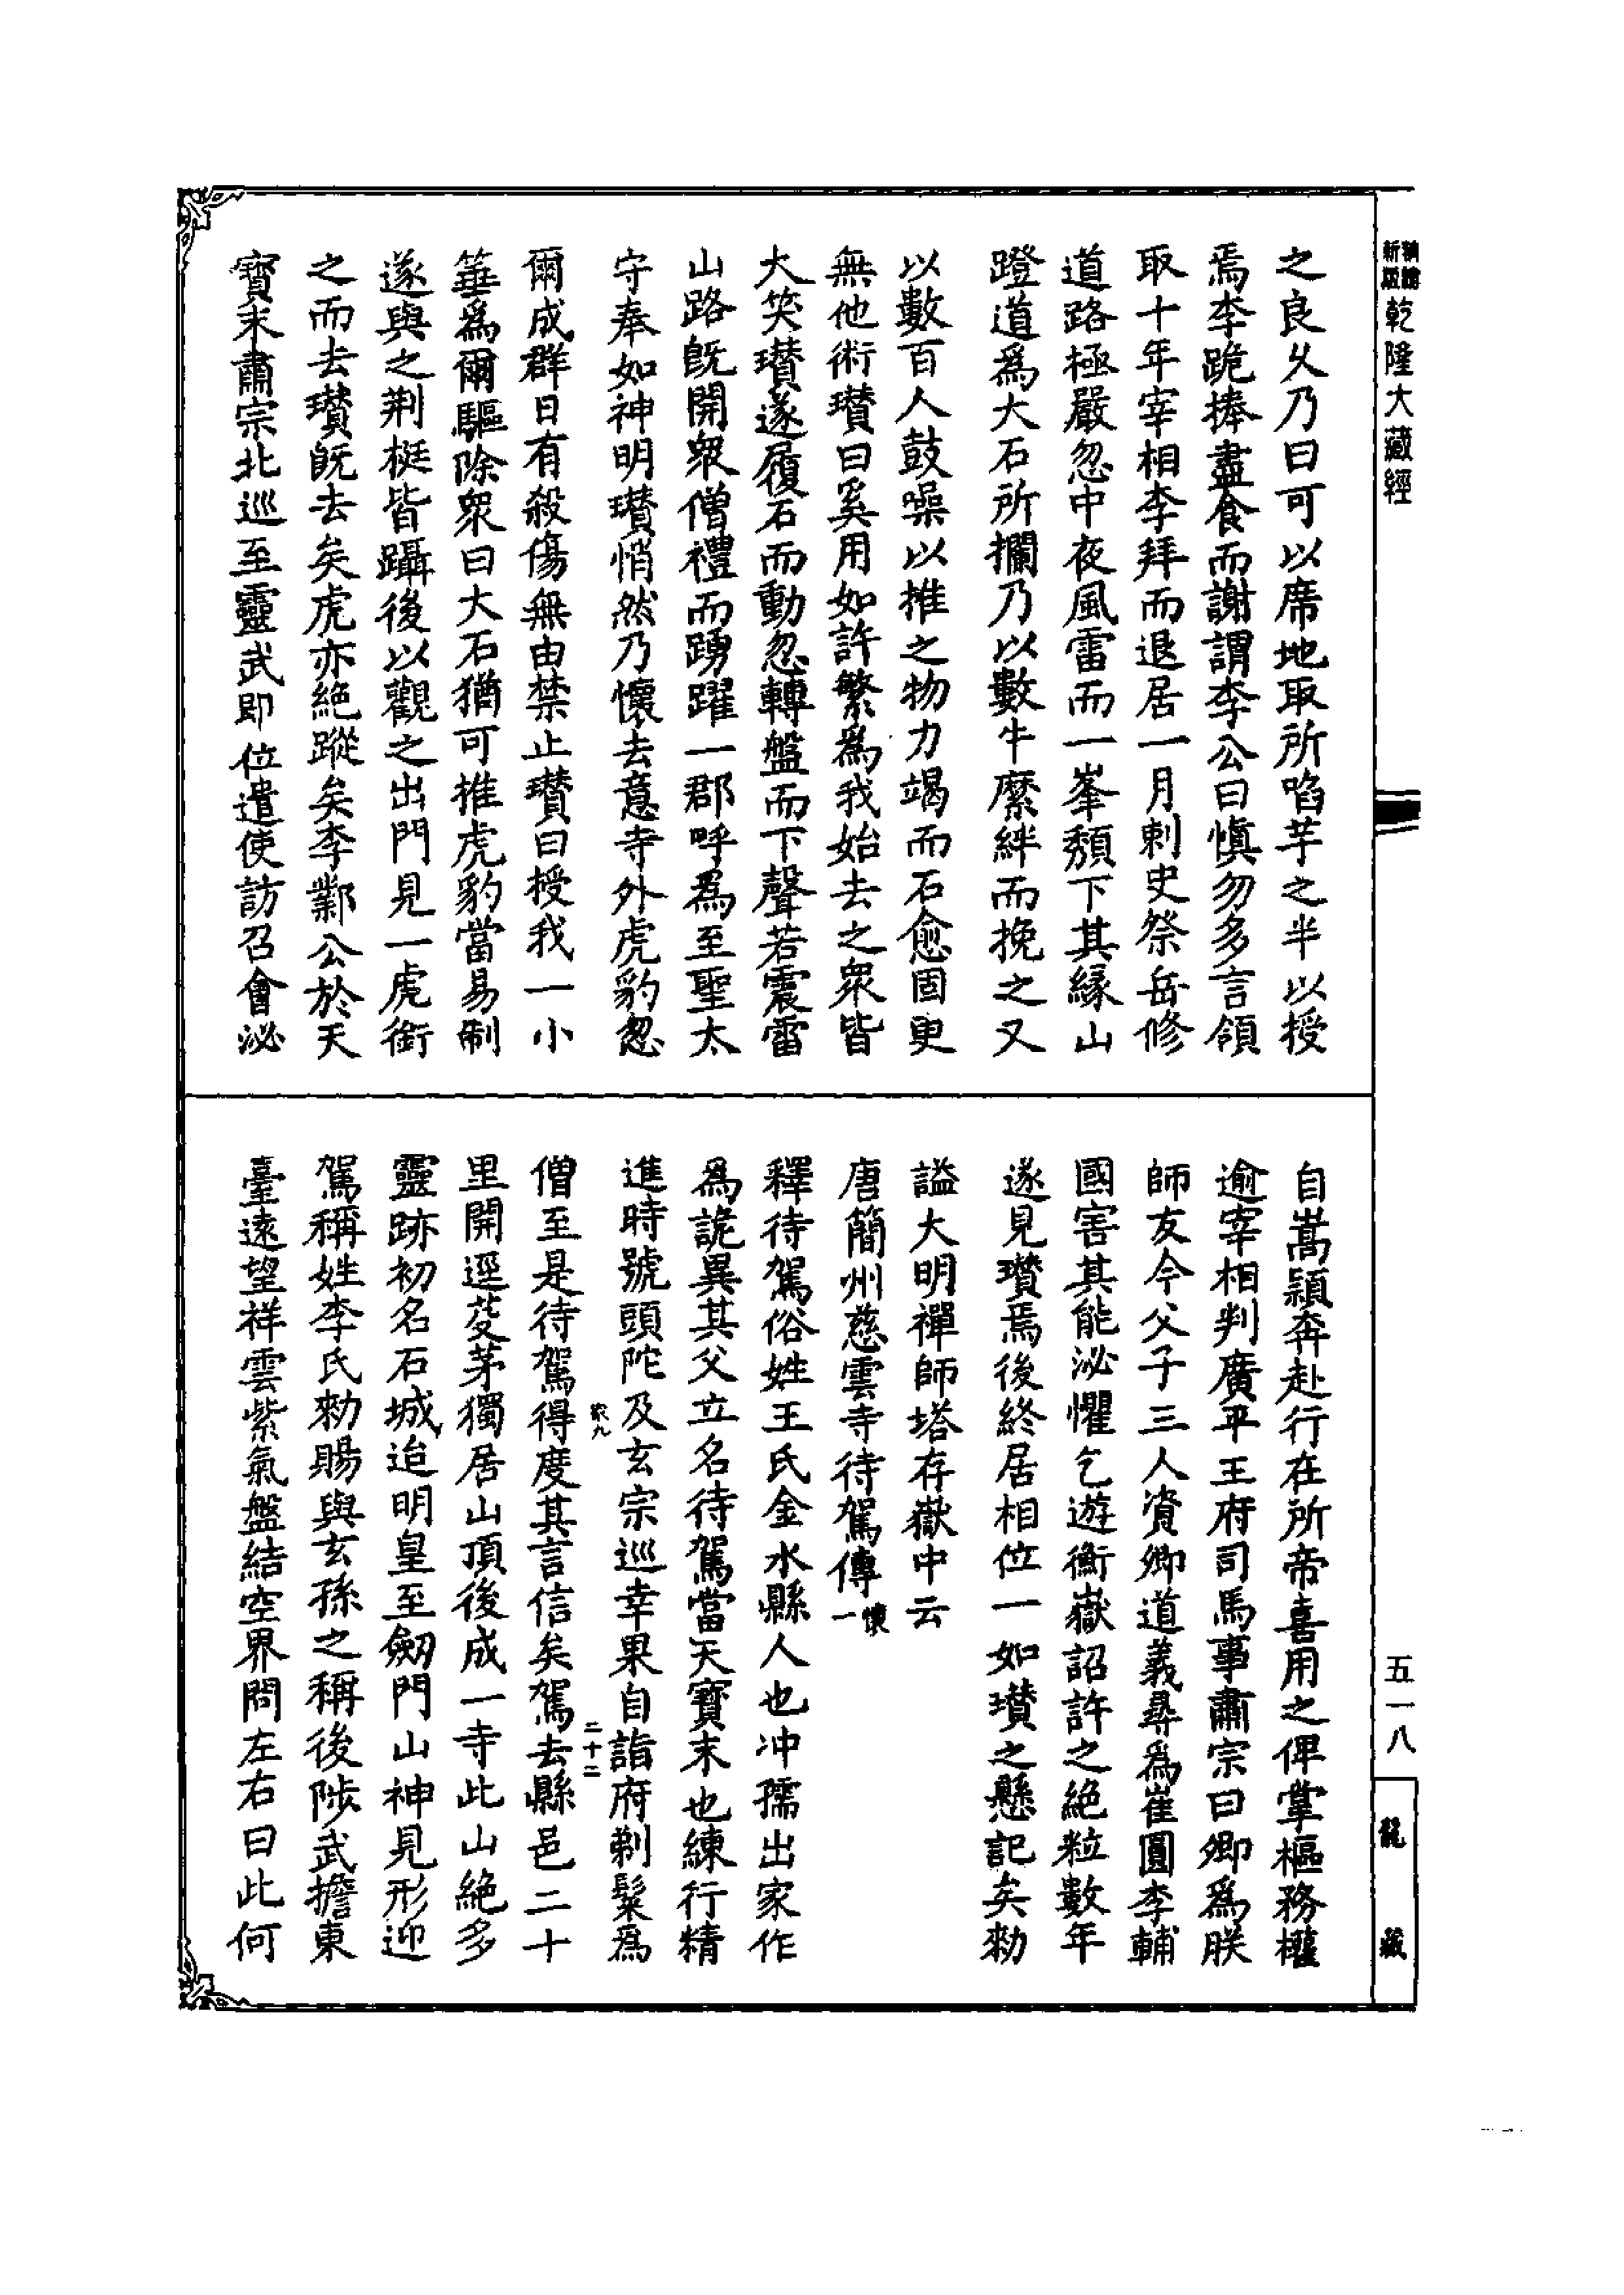 新版 精縮 乾隆大藏經
之良久乃曰可以席地取所啗芋之半以授
焉李跪捧盡食而謝謂李公曰慎勿多言領
取十年宰相李拜而退居一月刺史祭岳修
道路極嚴忽中夜風雷而一峯頹下其緣山
蹬道為大石所攔乃以數牛縻絆而挽之又
以數百人鼓噪以推之物力竭而石愈固更
無他術瓚曰奚用如許繁為我始去之衆皆
大笑瓚遂履石而動忽轉盤而下聲若震雷
山路旣開衆僧禮而踴躍一郡呼為至聖太
守奉如神明瓚悄然乃懷去意寺外虎豹忽
爾成群日有殺傷無由禁止瓚曰授我一小
箠為爾驅除衆曰大石猶可推虎豹當易制
遂與之荆梃皆躡後以觀之出門見一虎銜
之而去瓚旣去矣虎亦絕蹤矣李鄴公於天
寳末肅宗北巡至靈武即位遣使訪召會泌
自嵩頴奔赴行在所帝喜用之俾掌樞務權
逾宰相判廣平王府司馬事肅宗曰卿為朕
師友今父子三人資卿道義尋為崔圓李輔
國害其能泌懼乞遊衡嶽詔許之絕粒數年
遂見瓚焉後終居相位一如瓚之懸記矣勑
謚大明禪師塔存嶽中云
唐簡州慈雲寺待駕傳 懷一
釋待駕俗姓王氏金水縣人也冲孺出家作
為詭異其父立名待駕當天寳末也練行精
進時號頭陀及玄宗巡幸果自詣府剃髮為
僧至是待駕得度其言信矣駕去縣邑二十
里開逕茇茅獨居山頂後成一寺此山絕多
靈跡初名石城迨明皇至劒門山神見形迎
駕稱姓李氏勑賜與玄孫之稱後陟武擔東
臺遠望祥雲紫氣盤結空界問左右曰此何
二十二
五一八
龍藏